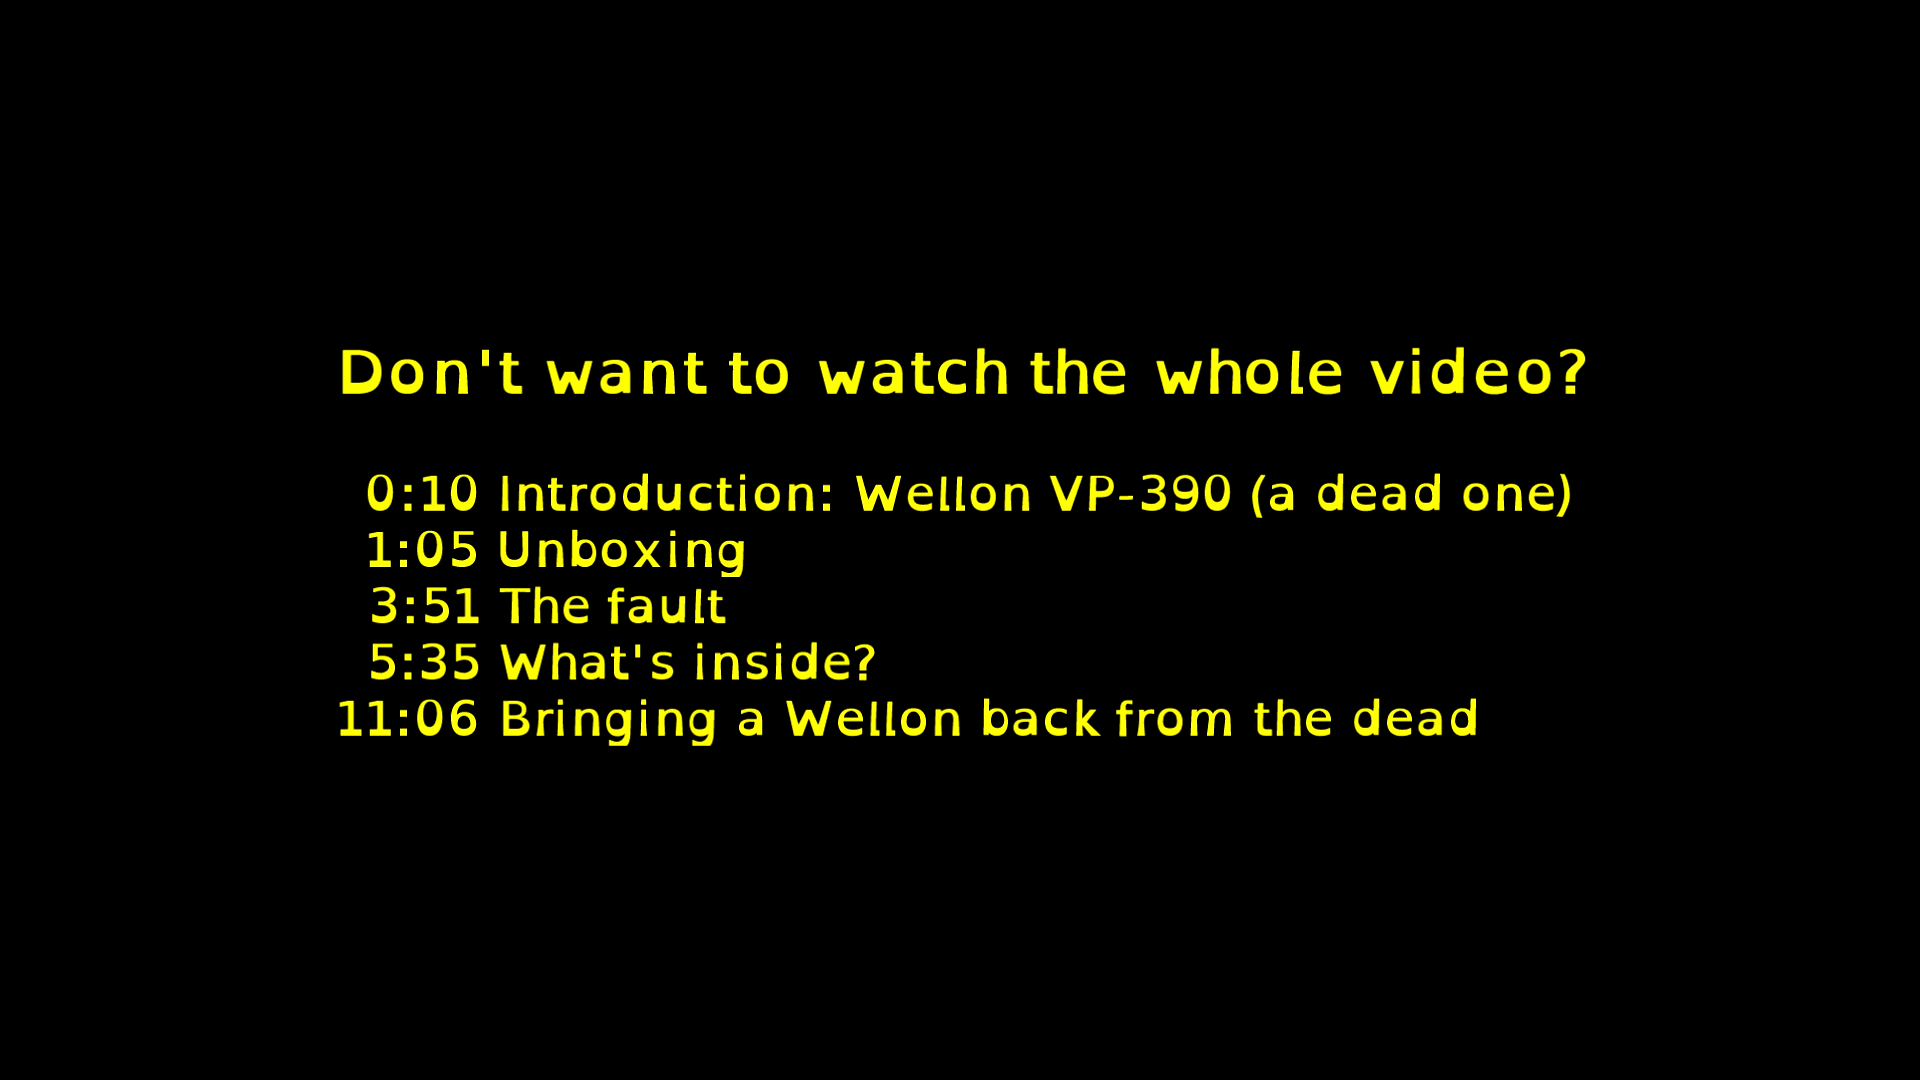 Don't want to watch the whole video?
0:10 Introduction: Wellon VP-390 (a dead one)
1:05 Unboxing
3:51 The fault
5:35 What's inside?
11:06 Bringing a Wellon back from the dead